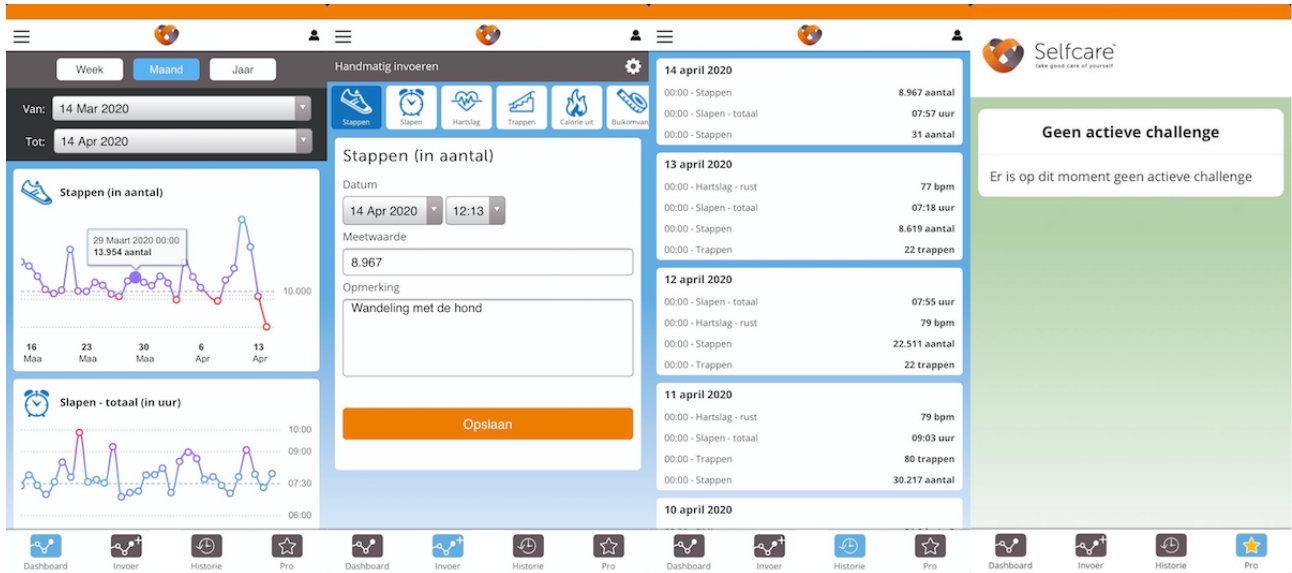 Week Maand Jaar
Van: 14 Mar 2020
Tot: 14 Apr 2020
Stappen (in aantal)
29 Maart 2020 00:00
13.954 aantal
10.000
16 23 30 6 13
Maa Maa Maa Apr Apr
Slapen - totaal (in uur)
10:00
09:00
07:30
06:00
Dashboard Invoer Historie Pro
Handmatig invoeren
Stappen Slapen Hartslag Trappen Calorie uit Buikomvan
Stappen (in aantal)
Datum
14 Apr 2020 12:13
Meetwaarde
8.967
Opmerking
Wandeling met de hond
Opslaan
Dashboard Invoer Historie Pro
14 april 2020
00:00 - Stappen 8.967 aantal
00:00 - Slapen - totaal 07:57 uur
00:00 - Stappen 31 aantal
13 april 2020
00:00 - Hartslag - rust 77 bpm
00:00 - Slapen - totaal 07:18 uur
00:00 - Stappen 8.619 aantal
00:00 - Trappen 22 trappen
12 april 2020
00:00 - Slapen - totaal 07:55 uur
00:00 - Hartslag - rust 79 bpm
00:00 - Stappen 22.511 aantal
00:00 - Trappen 22 trappen
11 april 2020
00:00 - Hartslag - rust 79 bpm
00:00 - Slapen - totaal 09:03 uur
00:00 - Trappen 80 trappen
00:00 - Stappen 30.217 aantal
10 april 2020
Dashboard Invoer Historie Pro
Selfcare™
take good care of yourself
Geen actieve challenge
Er is op dit moment geen actieve challenge
Dashboard Invoer Historie Pro